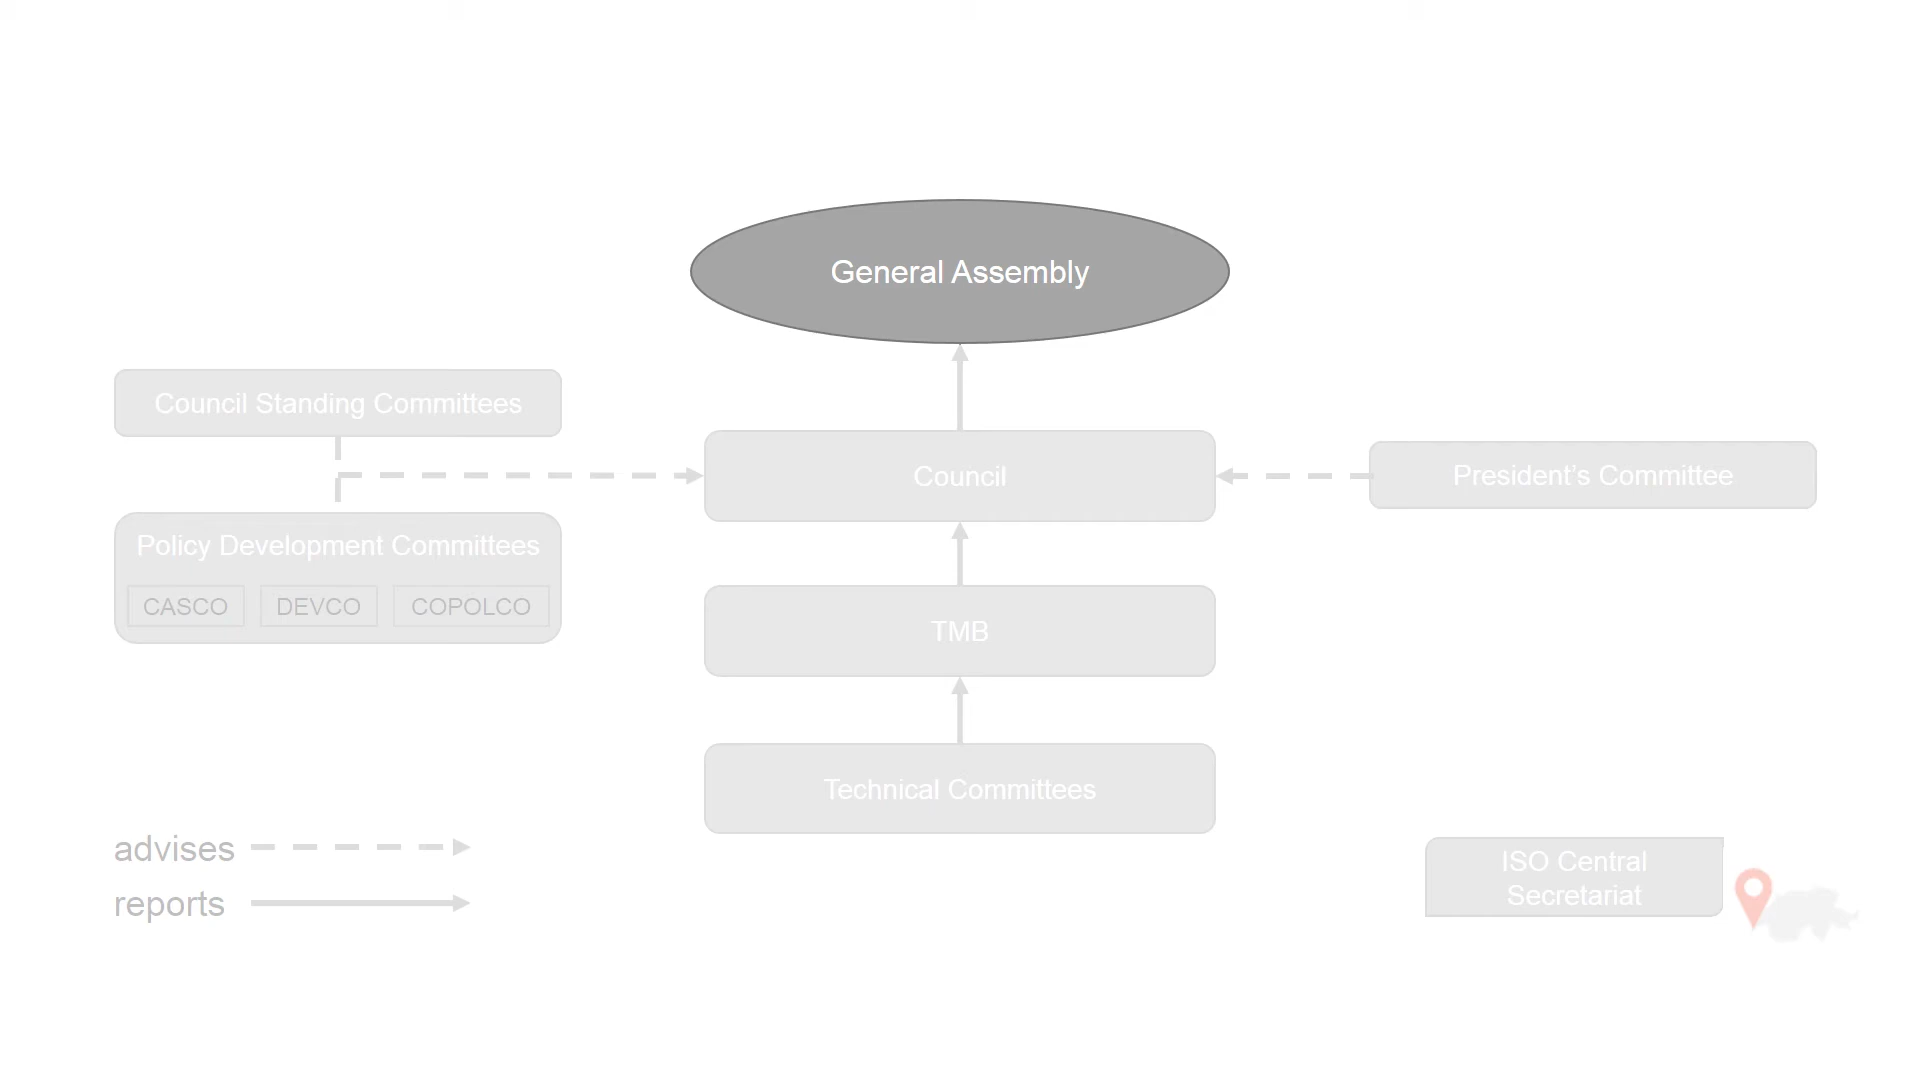 General Assembly
Council Standing Committees
Council
President's Committee
Policy Development Committees
CASCO DEVCO COPOLCO
TMB
Technical Committees
advises
reports
ISO Central
Secretariat